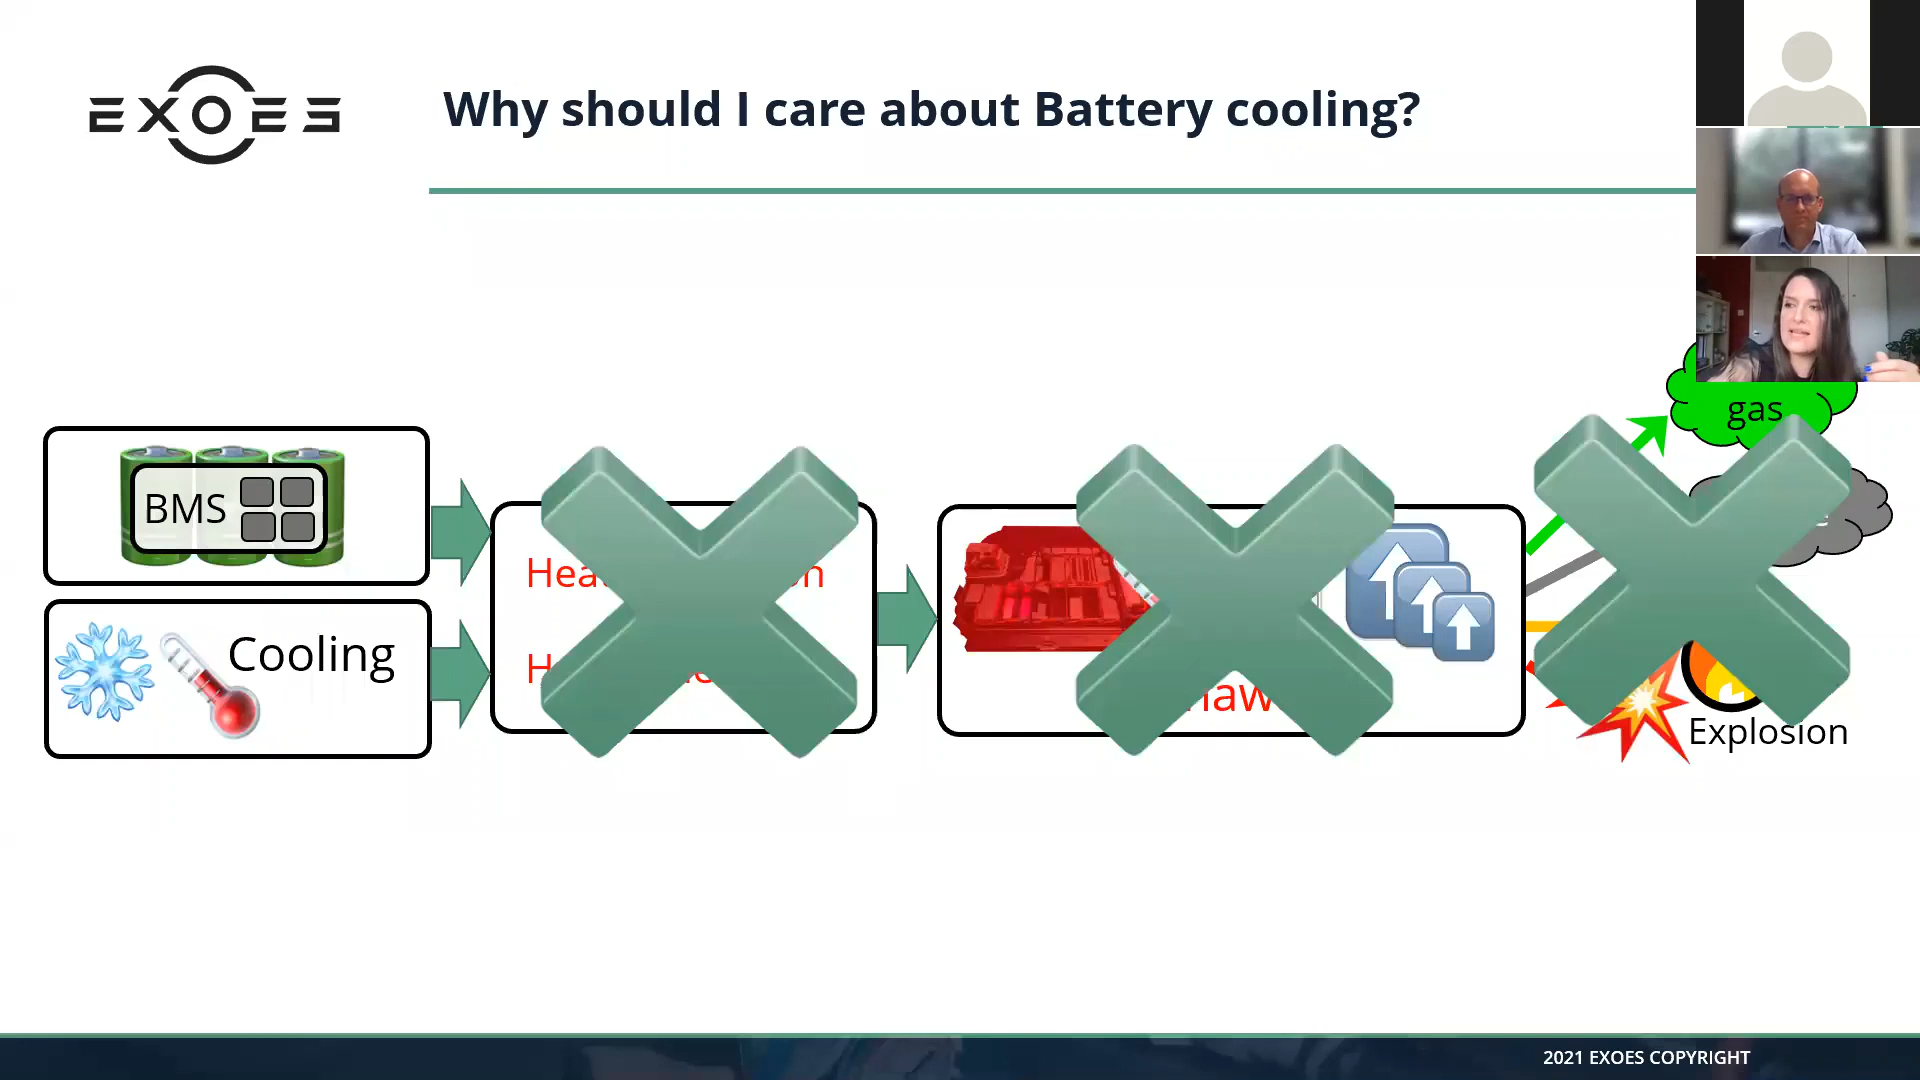 EXOES
Why should I care about Battery cooling?
gas
BMS
Cooling
Explosion
2021 EXOES COPYRIGHT